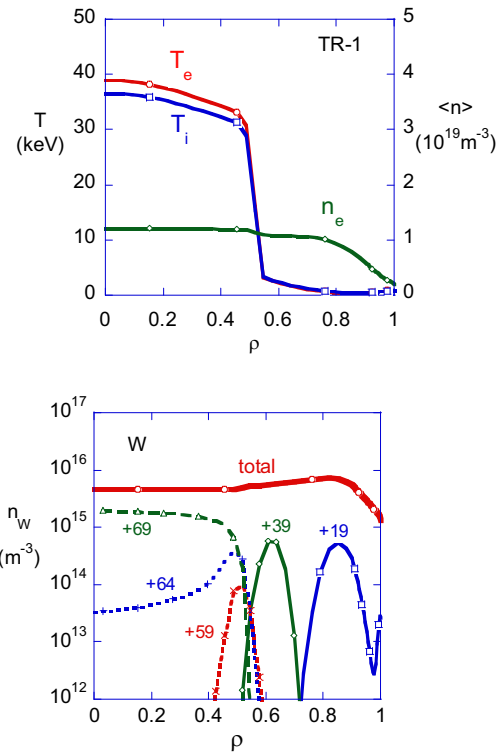 50
5
TR-1
T_e
40
4
T
(keV)
30
3
<n>
(10^19 m^-3)
T_i
20
2
n_e
10
1
0
0
0
0.2
0.4
0.6
0.8
1
ρ
10^17
W
10^16
total
n_W
(m^-3)
10^15
+69
+39
+19
10^14
+64
10^13
+59
10^12
0
0.2
0.4
0.6
0.8
1
ρ